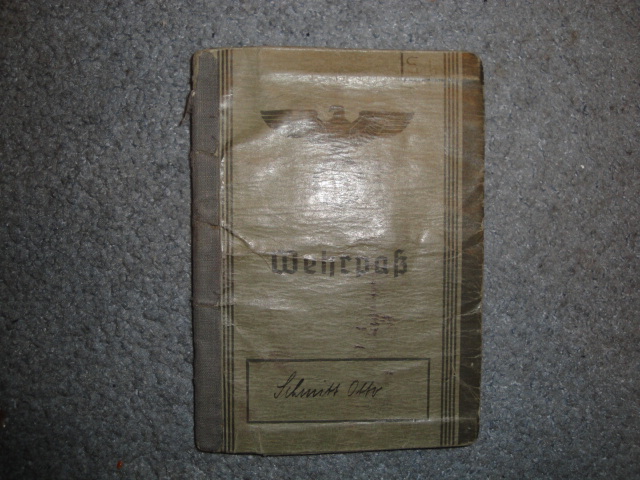 S
Wehrpaß
Schmitt Otto